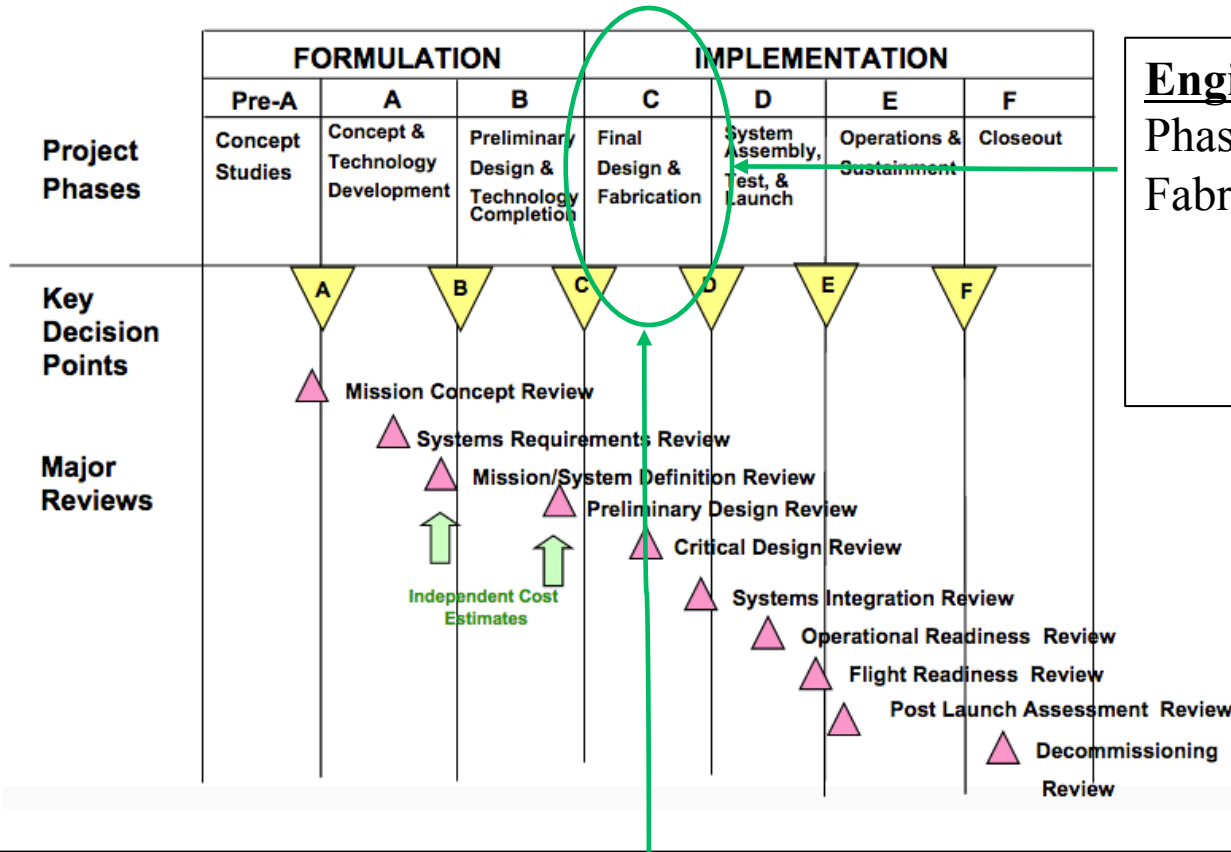 FORMULATION
IMPLEMENTATION
Pre-A
A
B
C
D
E
F
Project
Phases
Concept
Studies
Concept &
Technology
Development
Preliminary
Design &
Technology
Completion
Final
Design &
Fabrication
System
Assembly,
Test, &
Launch
Operations &
Sustainment
Closeout
Phas
Fabr
Key
Decision
Points
A
B
C
D
E
F
Mission Concept Review
Major
Reviews
Systems Requirements Review
Mission/System Definition Review
Preliminary Design Review
Critical Design Review
Independent Cost
Estimates
Systems Integration Review
Operational Readiness Review
Flight Readiness Review
Post Launch Assessment Review
Decommissioning
Review